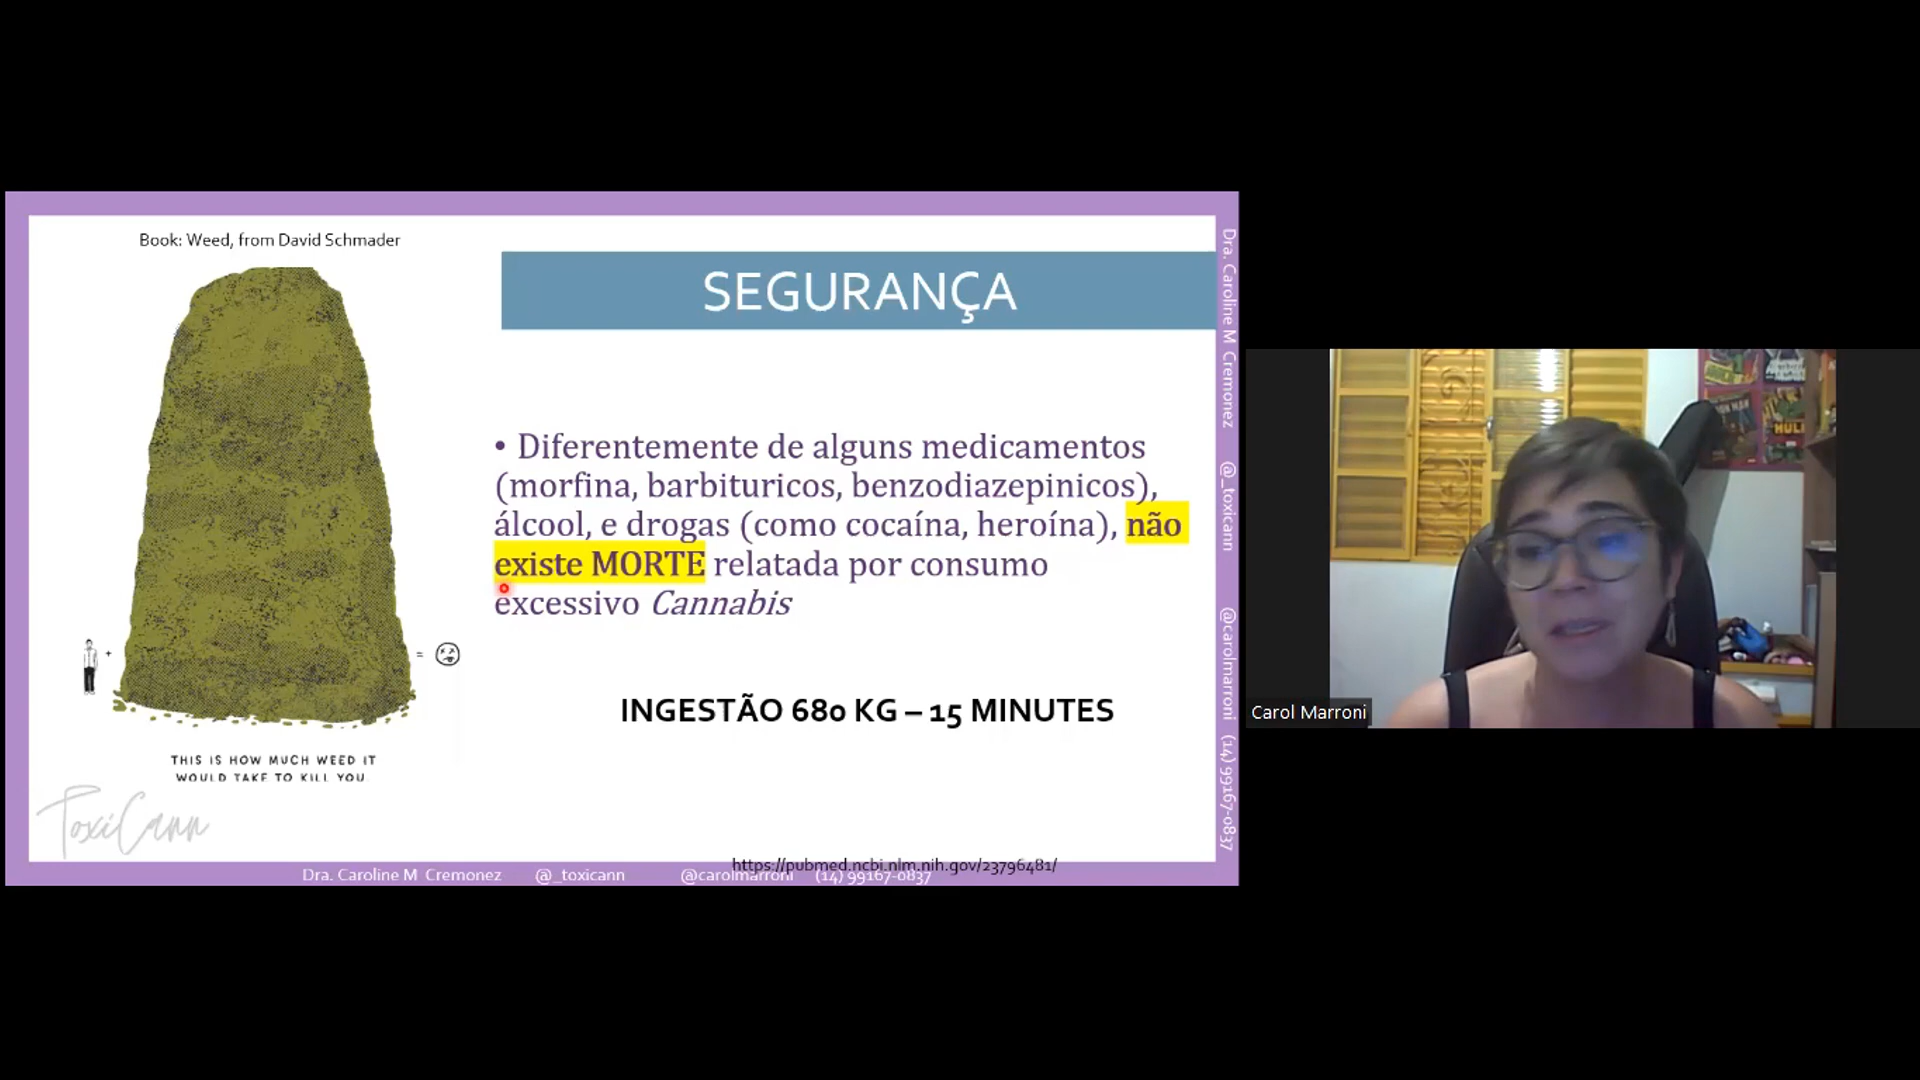 Book: Weed, from David Schmader
SEGURANÇA
• Diferentemente de alguns medicamentos
(morfina, barbituricos, benzodiazepinicos),
álcool, e drogas (como cocaína, heroína), não
existe MORTE relatada por consumo
excessivo Cannabis
+
=
INGESTÃO 680 KG – 15 MINUTES
THIS IS HOW MUCH WEED IT
WOULD TAKE TO KILL YOU.
ToxiCann
https://pubmed.ncbi.nlm.nih.gov/23796481/
Dra. Caroline M Cremonez @_toxicann @carolmarroni (14) 99167-0837
Dra. Caroline M Cremonez @_toxicann @carolmarroni (14) 99167-0837
IRON MAN
HULK
Carol Marroni